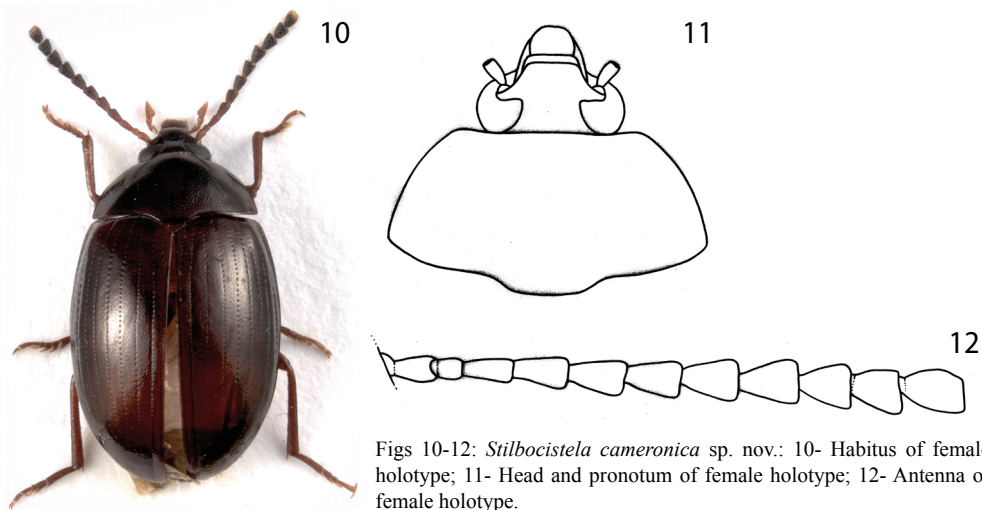 10
11
12
Figs 10-12: Stilbocistela cameronica sp. nov.: 10- Habitus of female
holotype; 11- Head and pronotum of female holotype; 12- Antenna o
female holotype.